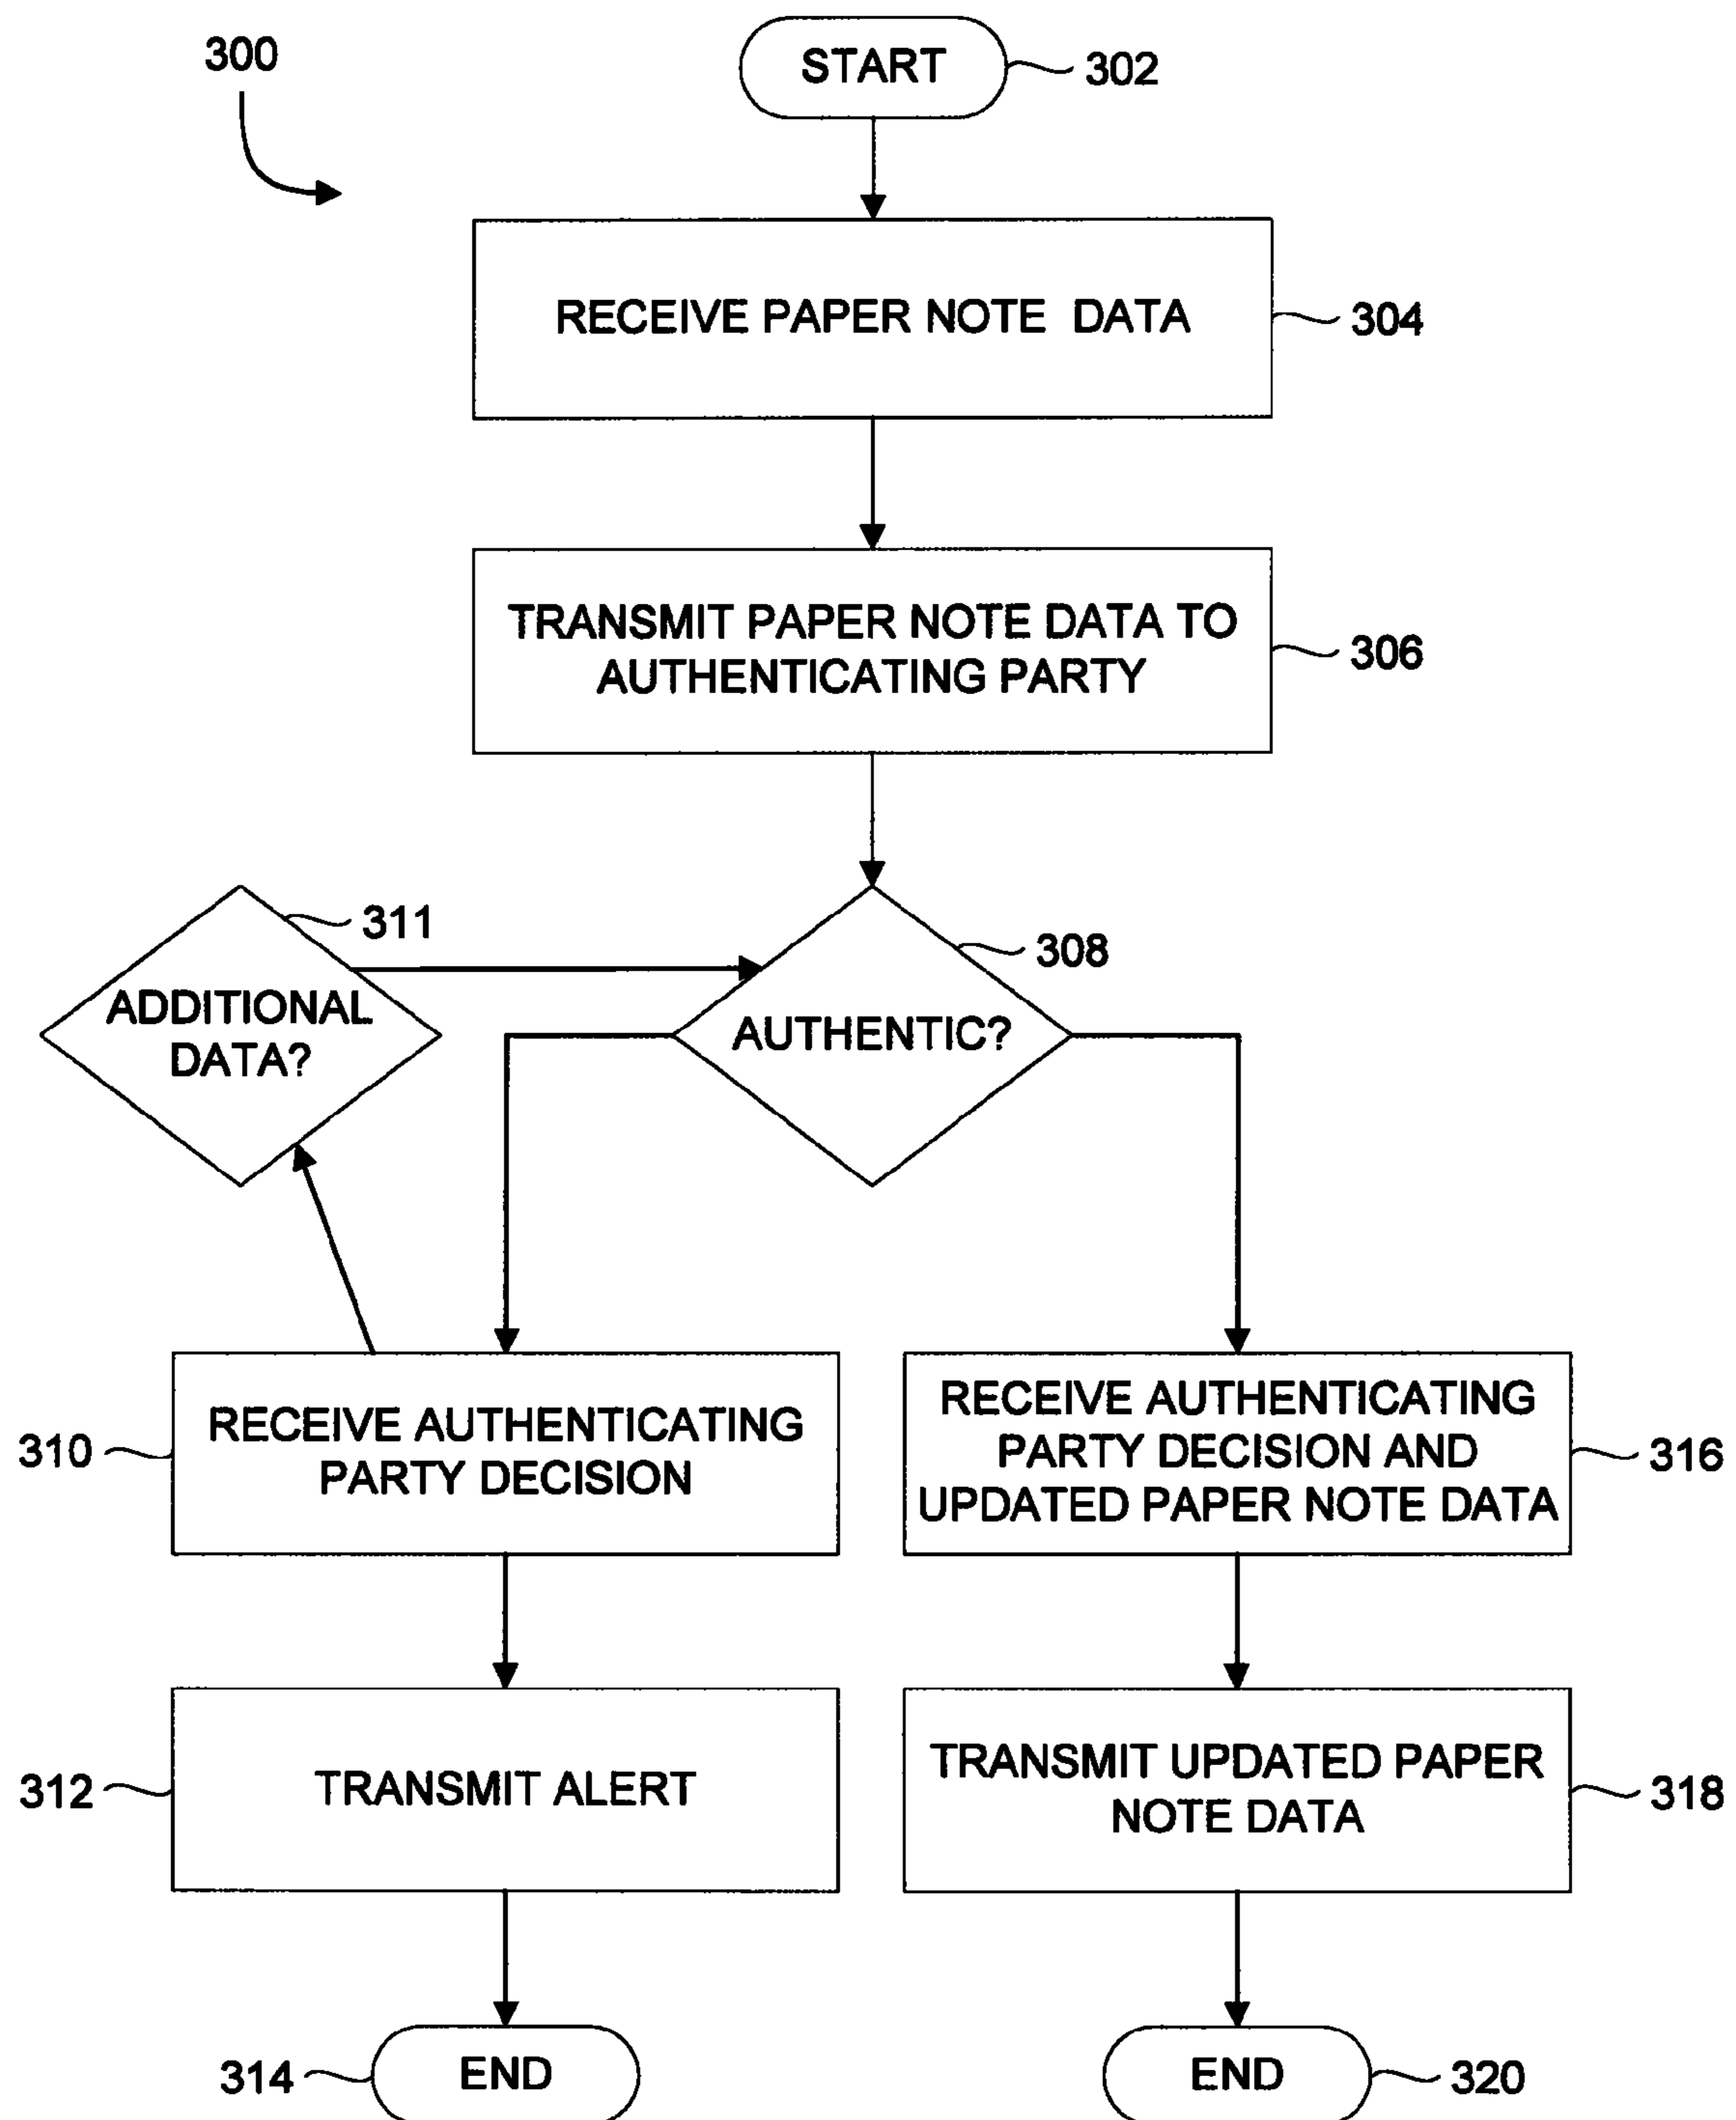 300
START
302
RECEIVE PAPER NOTE DATA
304
TRANSMIT PAPER NOTE DATA TO
AUTHENTICATING PARTY
306
311
308
ADDITIONAL
DATA?
AUTHENTIC?
310
RECEIVE AUTHENTICATING
PARTY DECISION
RECEIVE AUTHENTICATING
PARTY DECISION AND
UPDATED PAPER NOTE DATA
316
312
TRANSMIT ALERT
TRANSMIT UPDATED PAPER
NOTE DATA
318
314
END
END
320